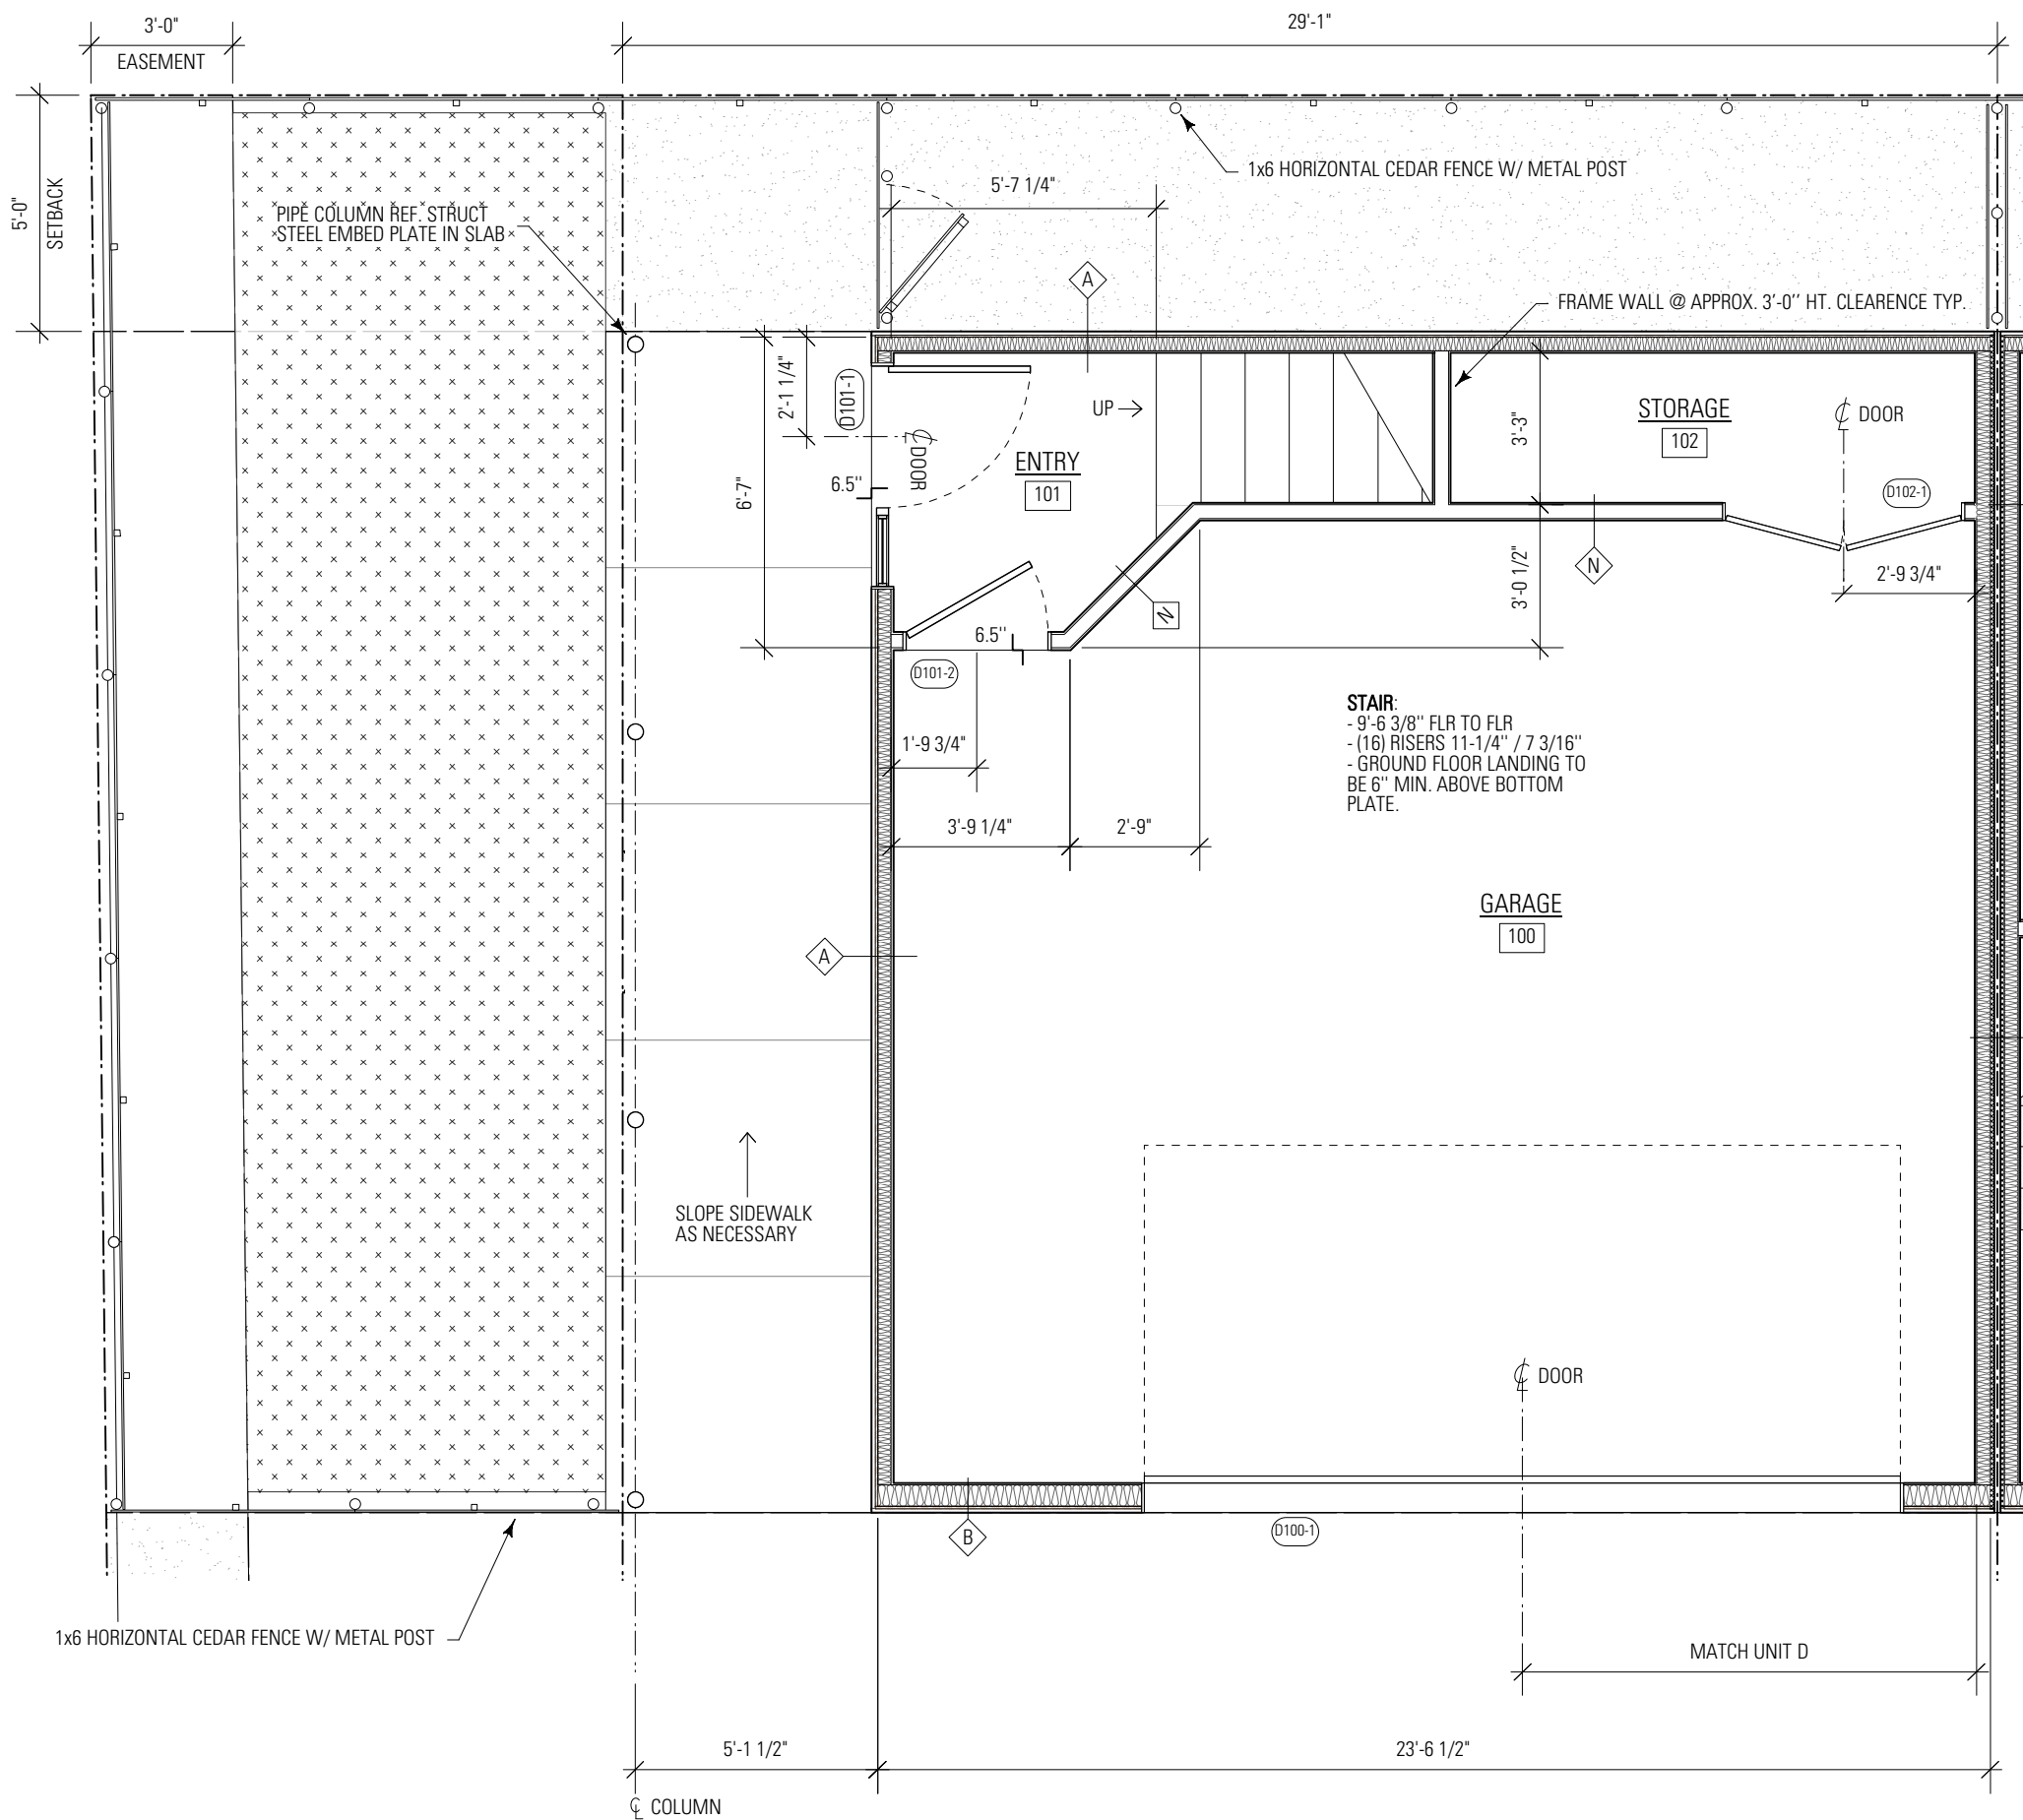 3'-0"
29'-1"
EASEMENT
5'-0"
SETBACK
1x6 HORIZONTAL CEDAR FENCE W/ METAL POST
5'-7 1/4"
PIPE COLUMN REF. STRUCT
STEEL EMBED PLATE IN SLAB
A
FRAME WALL @ APPROX. 3'-0'' HT. CLEARENCE TYP.
2'-1 1/4"
D101-1
UP
STORAGE
102
DOOR
3'-3"
DOOR
ENTRY
101
6.5''
6'-7"
D102-1
3'-0 1/2"
N
2'-9 3/4"
N
6.5''
D101-2
STAIR:
- 9'-6 3/8'' FLR TO FLR
- (16) RISERS 11-1/4'' / 7 3/16''
- GROUND FLOOR LANDING TO
BE 6'' MIN. ABOVE BOTTOM
PLATE.
1'-9 3/4"
3'-9 1/4"
2'-9"
GARAGE
100
A
SLOPE SIDEWALK
AS NECESSARY
DOOR
B
D100-1
1x6 HORIZONTAL CEDAR FENCE W/ METAL POST
MATCH UNIT D
5'-1 1/2"
23'-6 1/2"
COLUMN